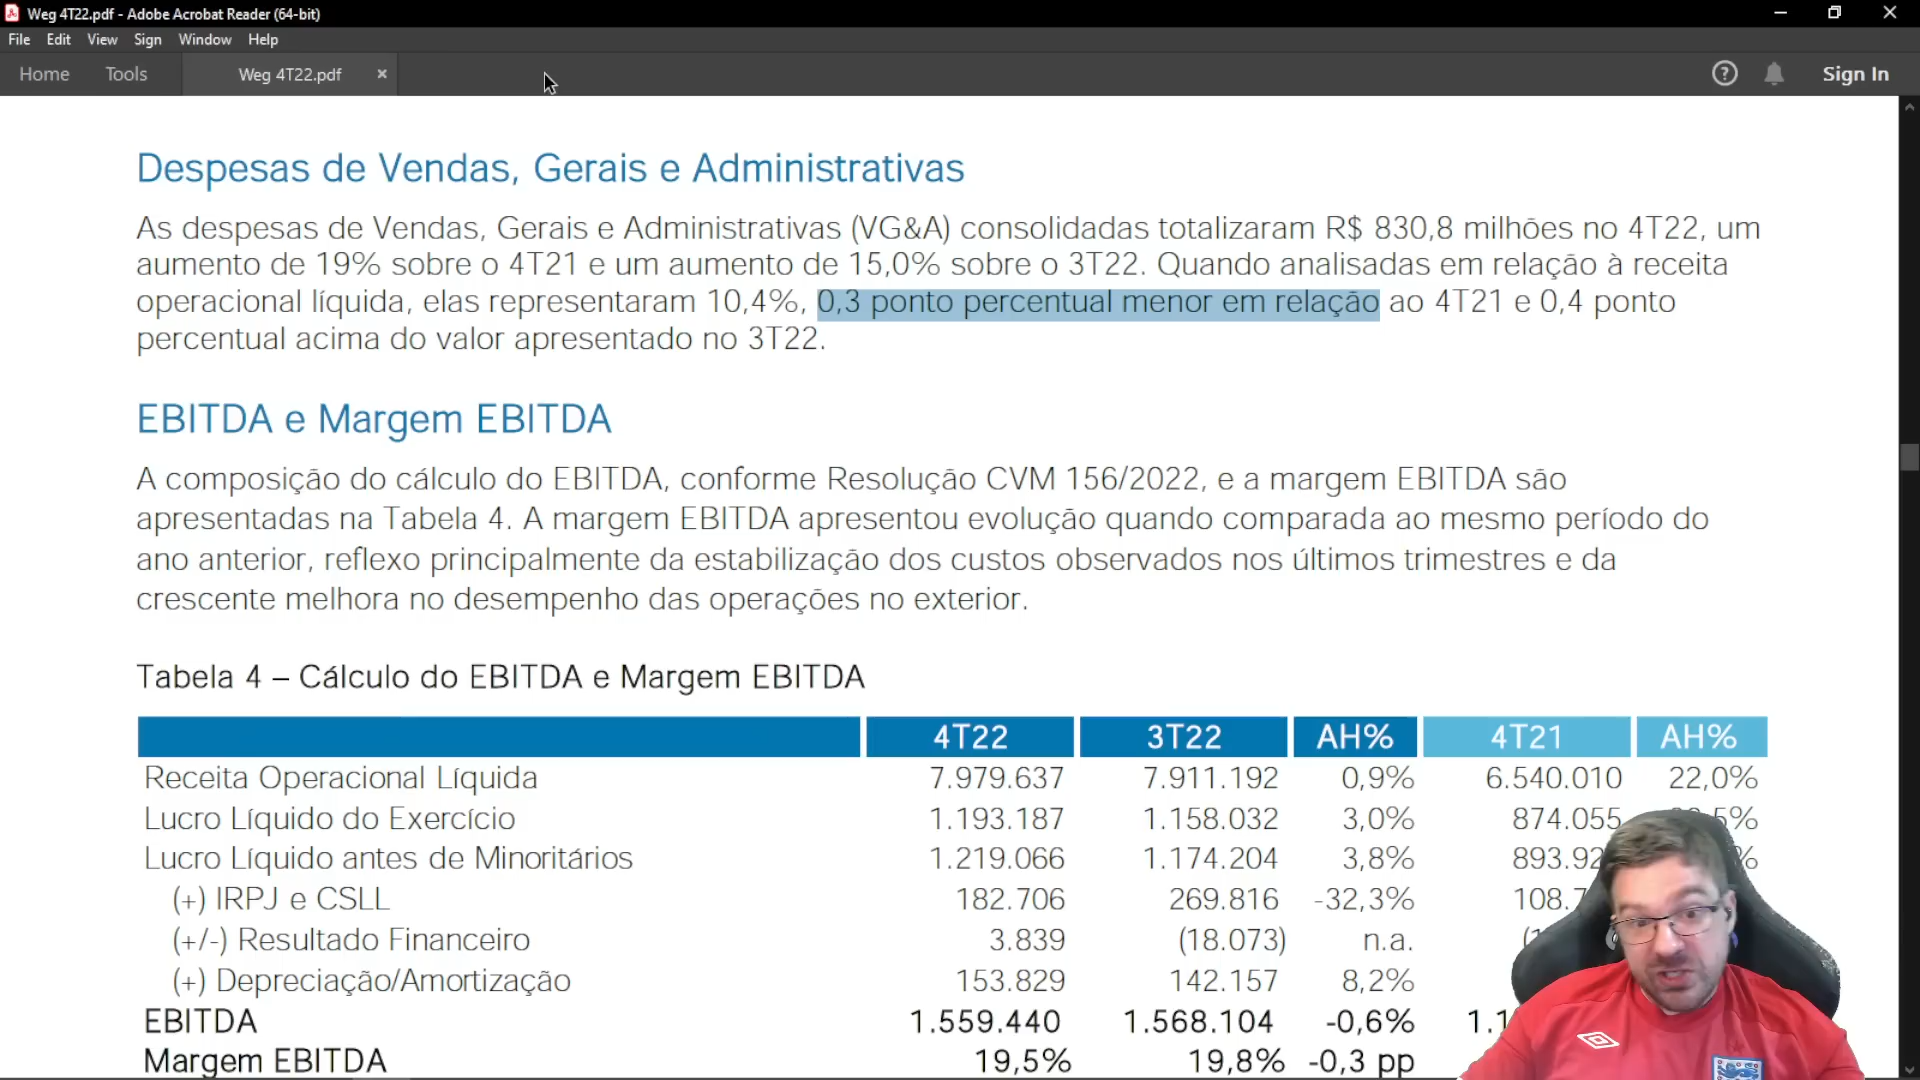 Weg 4T22.pdf - Adobe Acrobat Reader (64-bit)
File Edit View Sign Window Help
Home Tools Weg 4T22.pdf Sign In
Despesas de Vendas, Gerais e Administrativas
As despesas de Vendas, Gerais e Administrativas (VG&A) consolidadas totalizaram R$ 830,8 milhões no 4T22, um
aumento de 19% sobre o 4T21 e um aumento de 15,0% sobre o 3T22. Quando analisadas em relação à receita
operacional líquida, elas representaram 10,4%, 0,3 ponto percentual menor em relação ao 4T21 e 0,4 ponto
percentual acima do valor apresentado no 3T22.
EBITDA e Margem EBITDA
A composição do cálculo do EBITDA, conforme Resolução CVM 156/2022, e a margem EBITDA são
apresentadas na Tabela 4. A margem EBITDA apresentou evolução quando comparada ao mesmo período do
ano anterior, reflexo principalmente da estabilização dos custos observados nos últimos trimestres e da
crescente melhora no desempenho das operações no exterior.
Tabela 4 – Cálculo do EBITDA e Margem EBITDA
4T22 3T22 AH% 4T21 AH%
Receita Operacional Líquida 7.979.637 7.911.192 0,9% 6.540.010 22,0%
Lucro Líquido do Exercício 1.193.187 1.158.032 3,0% 874.055
Lucro Líquido antes de Minoritários 1.219.066 1.174.204 3,8%
(+) IRPJ e CSLL 182.706 269.816 -32,3%
(+/-) Resultado Financeiro 3.839 (18.073) n.a.
(+) Depreciação/Amortização 153.829 142.157 8,2%
EBITDA 1.559.440 1.568.104 -0,6%
Margem EBITDA 19,5% 19,8% -0,3 pp